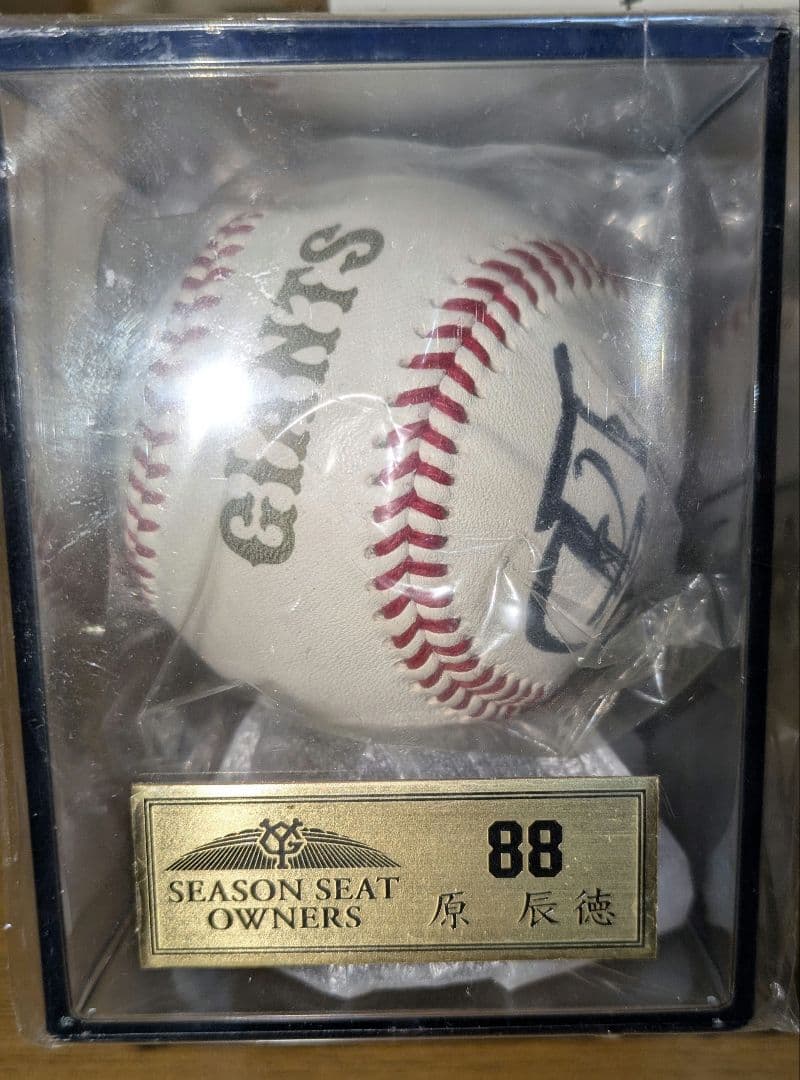 GIANTS
88
SEASON SEAT
OWNERS
原 辰徳